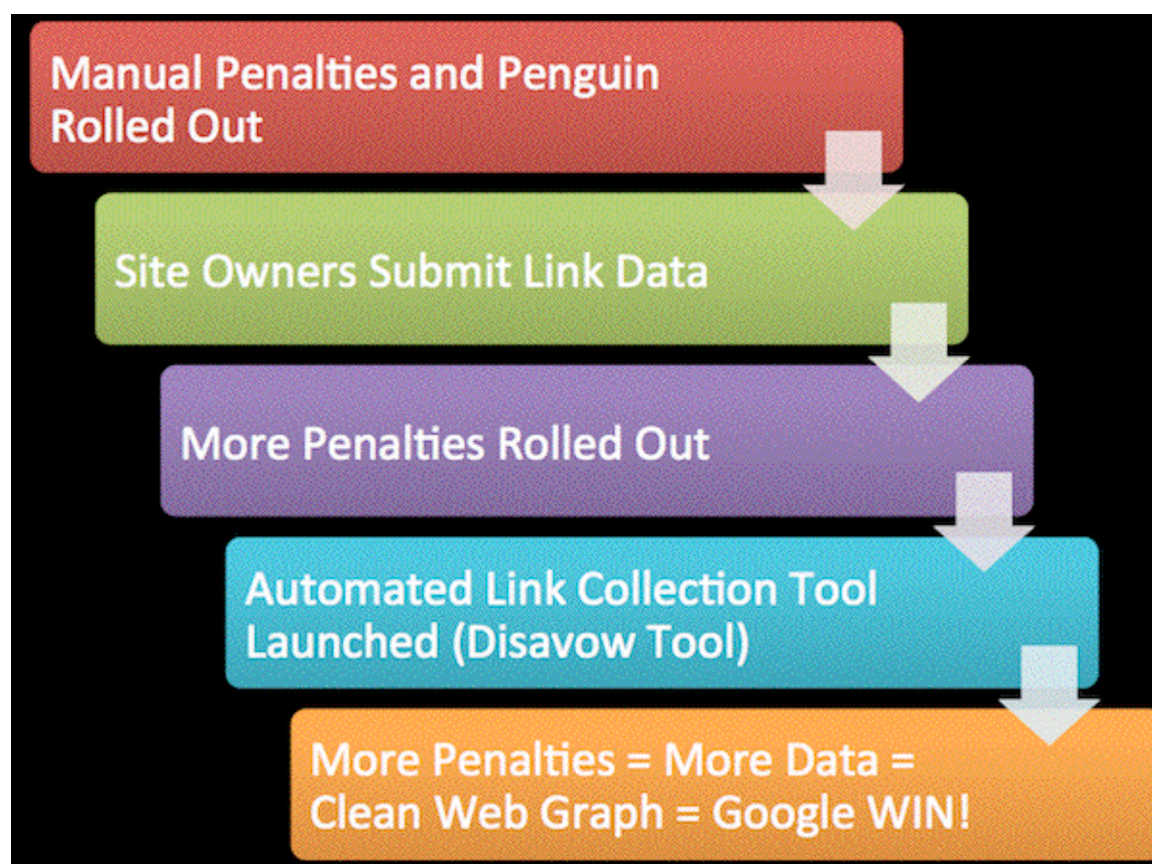 Manual Penalties and Penguin
Rolled Out
Site Owners Submit Link Data
More Penalties Rolled Out
Automated Link Collection Tool
Launched (Disavow Tool)
More Penalties = More Data =
Clean Web Graph = Google WIN!